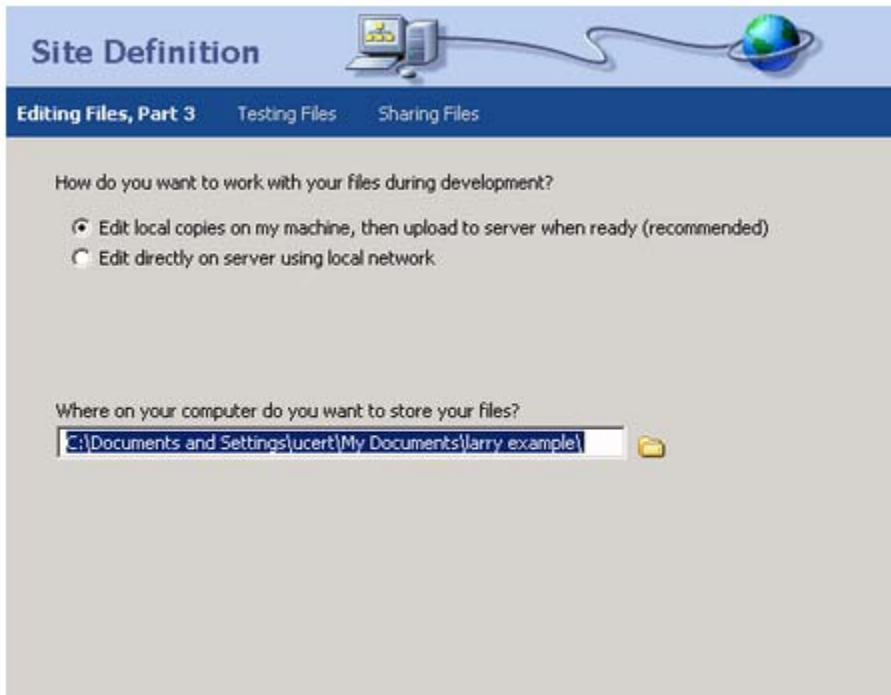 Site Definition
Editing Files, Part 3 Testing Files Sharing Files
How do you want to work with your files during development?
Edit local copies on my machine, then upload to server when ready (recommended)
Edit directly on server using local network
Where on your computer do you want to store your files?
C:\Documents and Settings\ucert\My Documents\larry example\